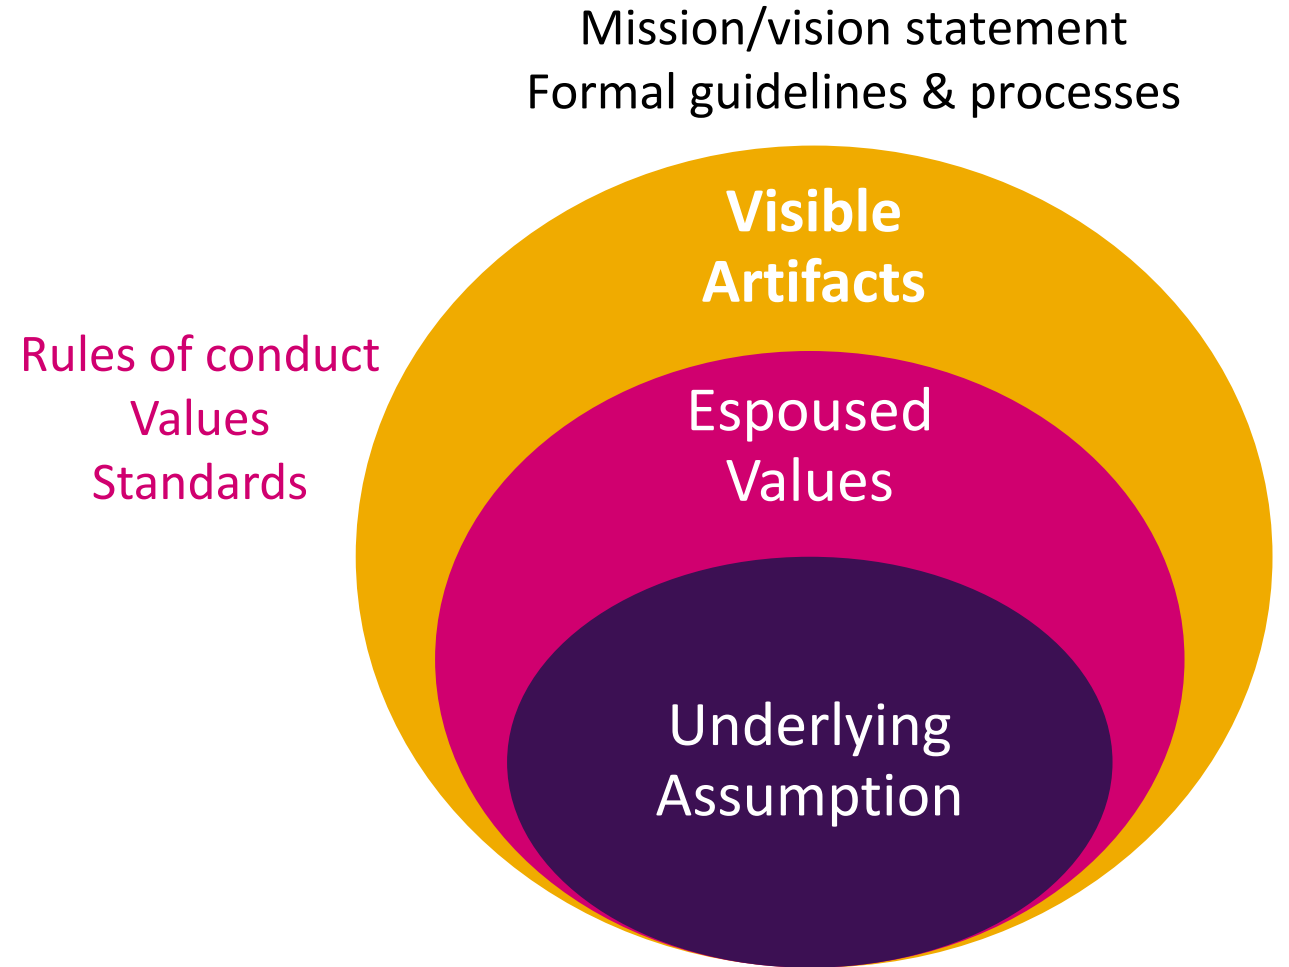 Mission/vision statement
Formal guidelines & processes
Visible
Artifacts
Rules of conduct
Values
Standards
Espoused
Values
Underlying
Assumption